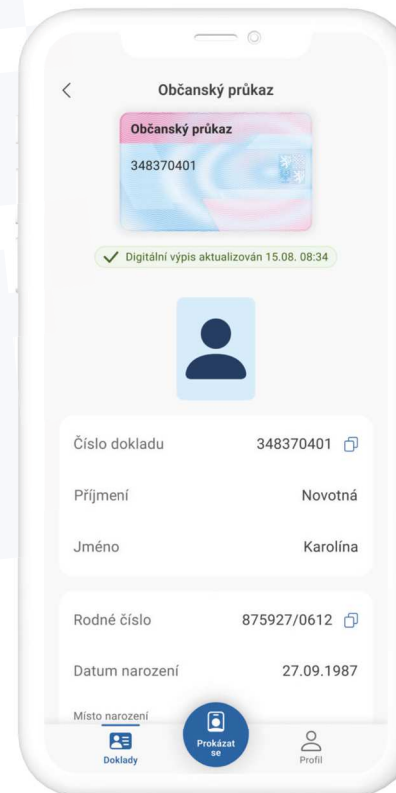 Občanský průkaz
Občanský průkaz
348370401
Digitální výpis aktualizován 15.08. 08:34
Číslo dokladu 348370401
Příjmení Novotná
Jméno Karolína
Rodné číslo 875927/0612
Datum narození 27.09.1987
Místo narození
Doklady
Prokázat
se
Profil